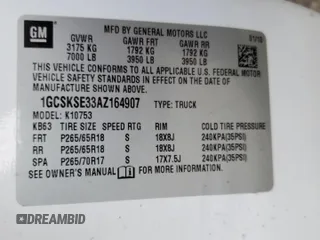 GM
MFD BY GENERAL MOTORS LLC
GVWR GAWR FRT GAWR RR
3175 KG 1792 KG 1792 KG
7000 LB 3950 LB 3950 LB
THIS VEHICLE CONFORMS TO ALL APPLICABLE
U.S. FEDERAL MOTOR VEHICLE SAFETY AND
THEFT PREVENTION STANDARDS IN
EFFECT ON THE DATE OF MANUFACTURE
SHOWN ABOVE.
1GCSKSE33AZ164907 TYPE: TRUCK
MODEL: K10753
KB63 TIRE SIZE SPEED RTG RIM COLD TIRE PRESSURE
FRT P265/65R18 S 18X8J 240KPA(35PSI)
RR P265/65R18 S 18X8J 240KPA(35PSI)
SPA P265/70R17 S 17X7.5J 240KPA(35PSI)
SEE OWNER'S MANUAL FOR ADDITIONAL INFORMATION.
© DREAMBID